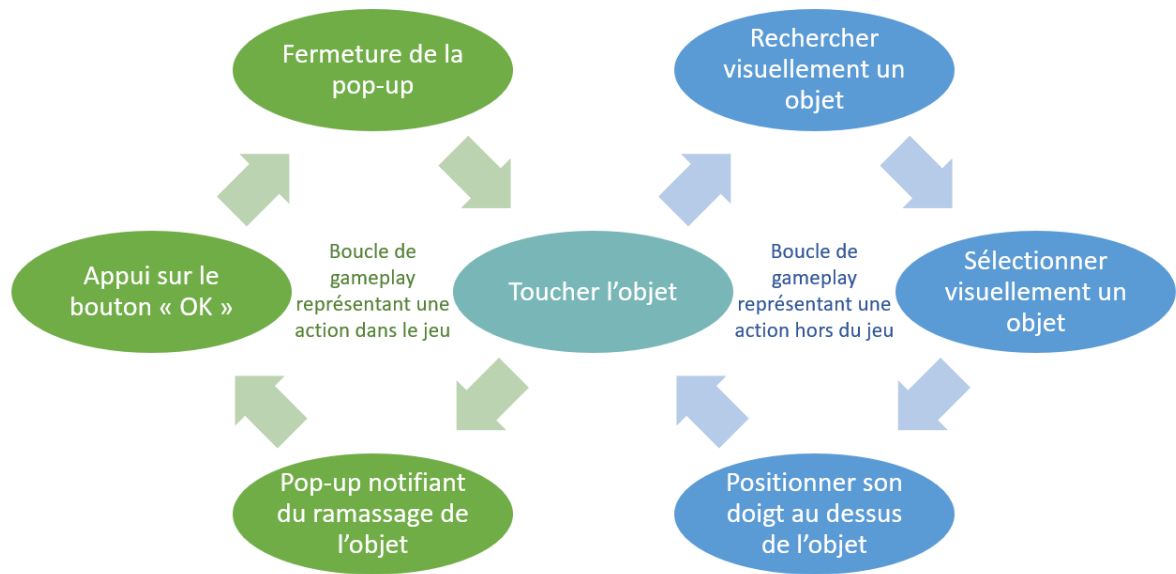 Fermeture de la
pop-up
Rechercher
visuellement un
objet
Appui sur le
bouton « OK »
Boucle de
gameplay
représentant une
action dans le jeu
Toucher l’objet
Boucle de
gameplay
représentant une
action hors du jeu
Sélectionner
visuellement un
objet
Pop-up notifiant
du ramassage de
l’objet
Positionner son
doigt au dessus
de l’objet